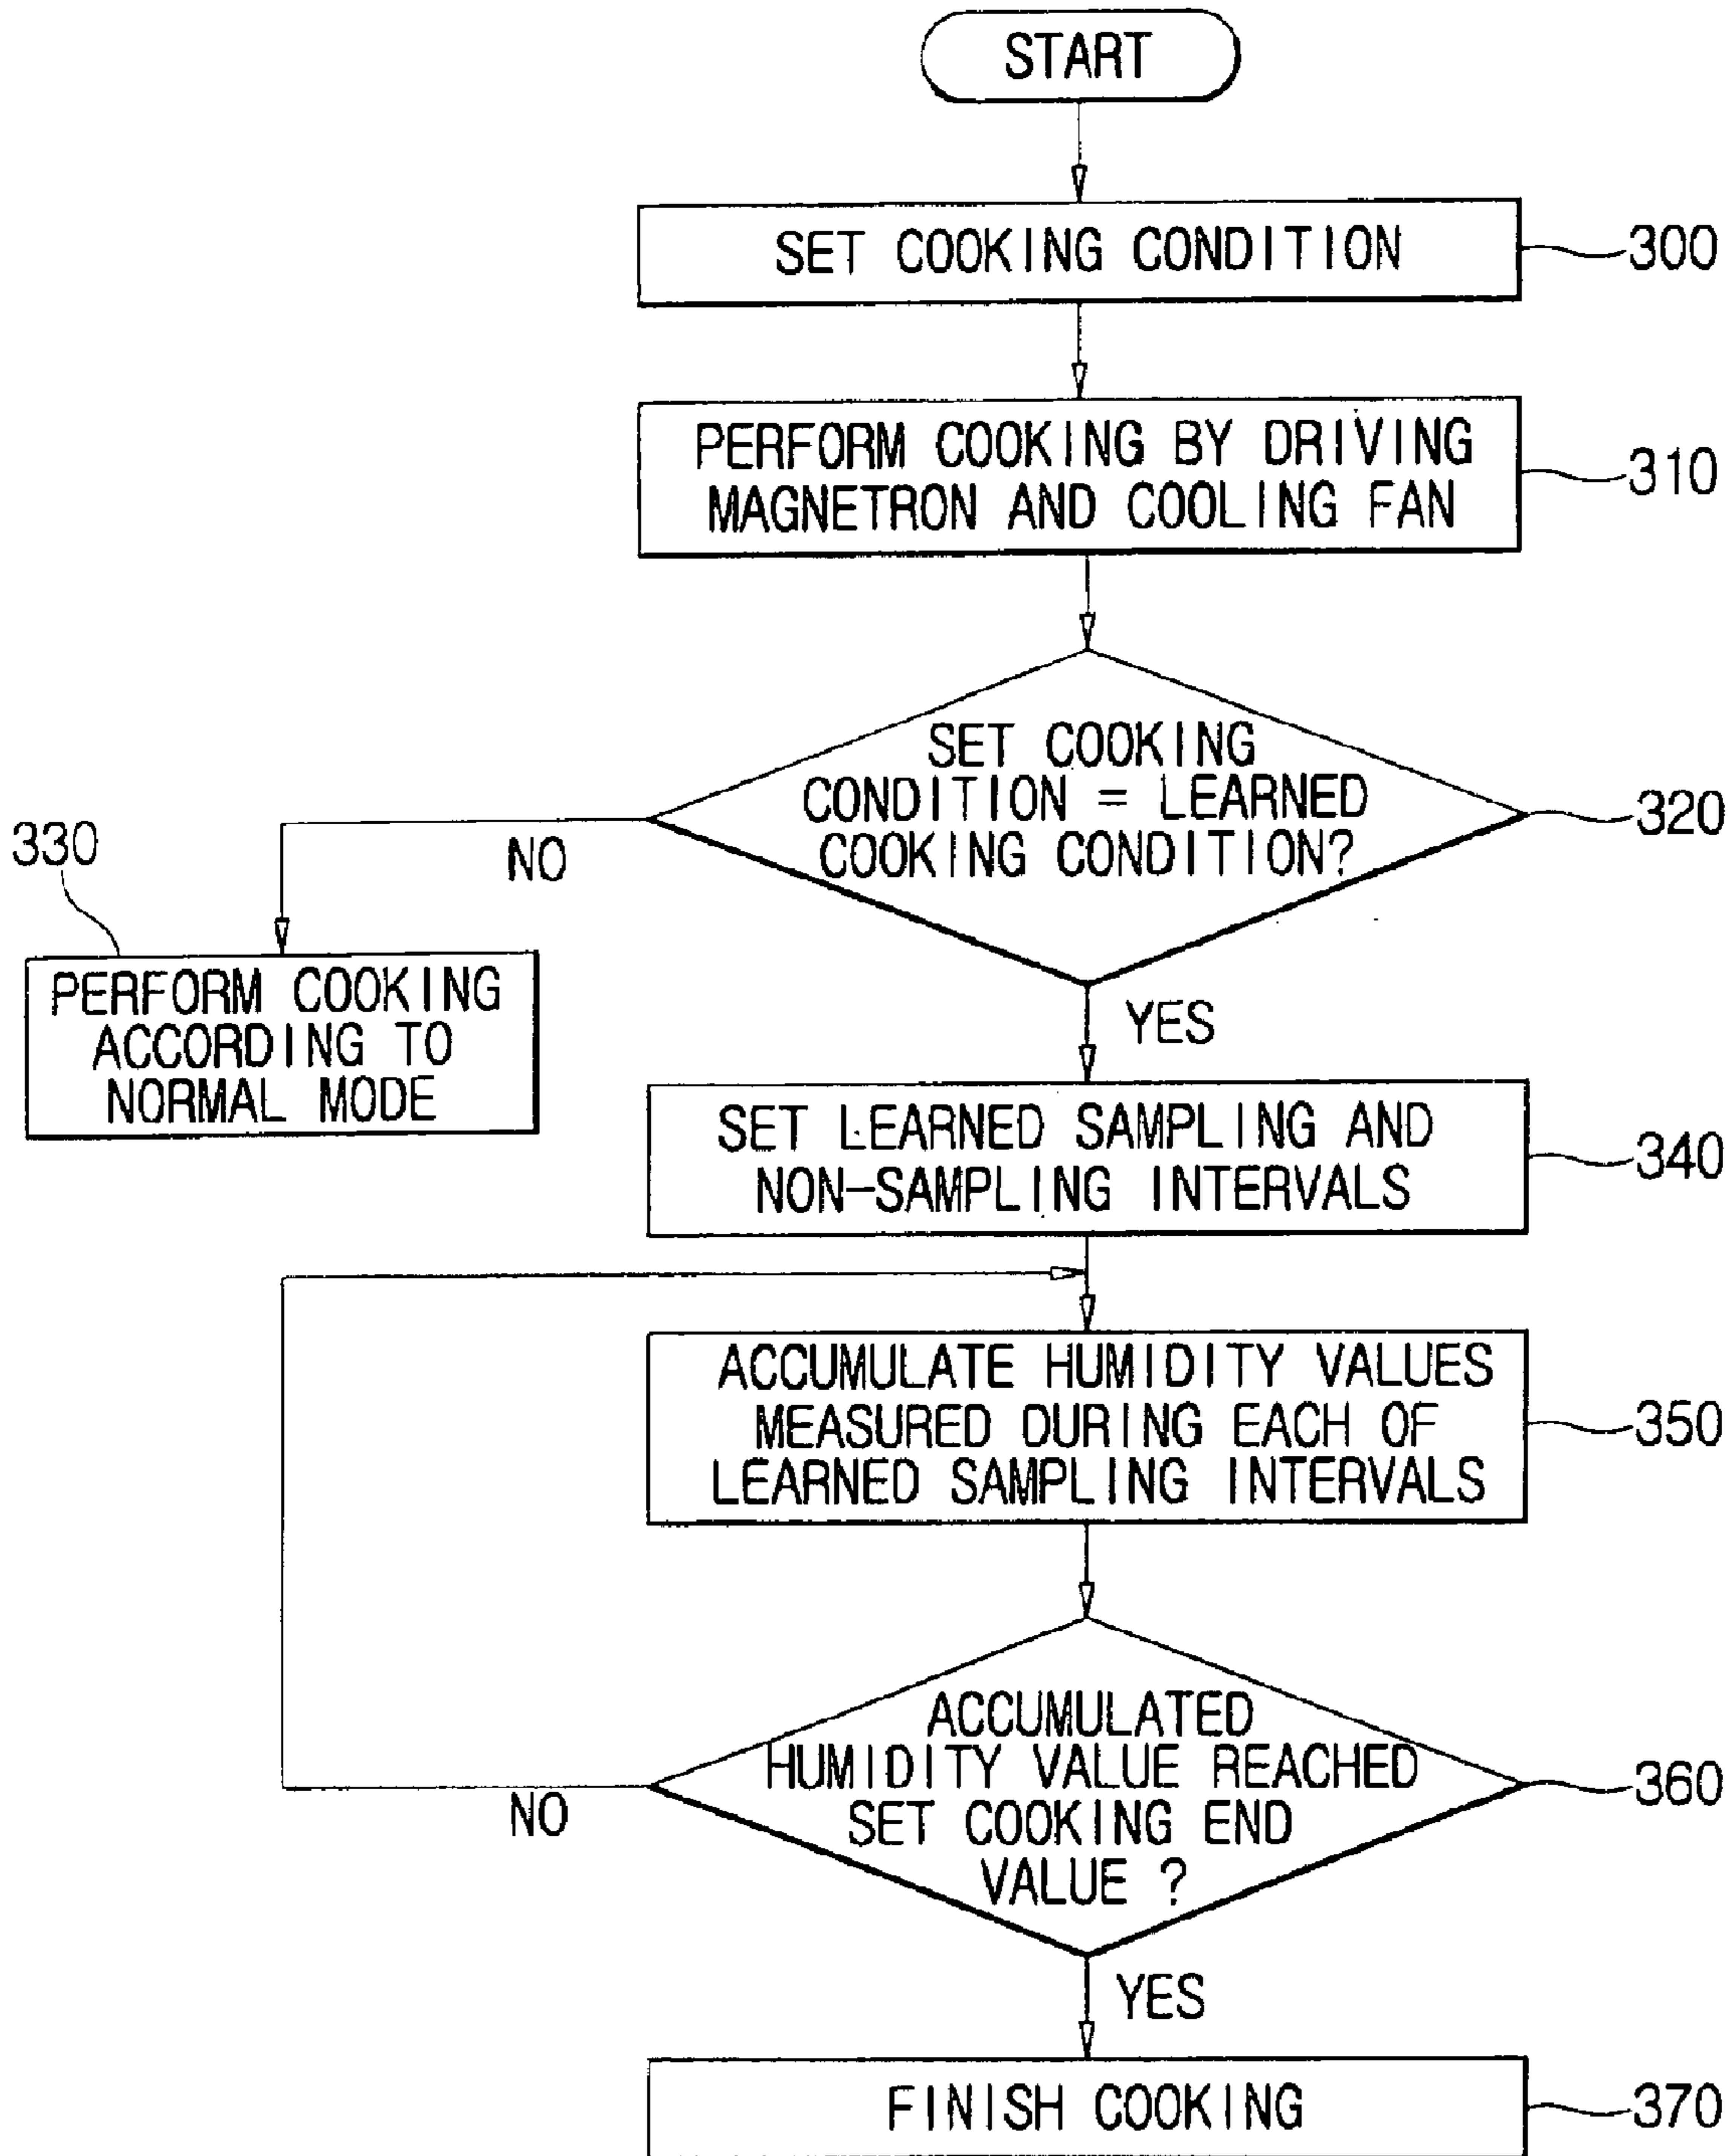 START
SET COOKING CONDITION
300
PERFORM COOKING BY DRIVING
MAGNETRON AND COOLING FAN
310
SET COOKING
CONDITION = LEARNED
COOKING CONDITION?
320
NO
330
PERFORM COOKING
ACCORDING TO
NORMAL MODE
YES
SET LEARNED SAMPLING AND
NON-SAMPLING INTERVALS
340
ACCUMULATE HUMIDITY VALUES
MEASURED DURING EACH OF
LEARNED SAMPLING INTERVALS
350
ACCUMULATED
HUMIDITY VALUE REACHED
SET COOKING END
VALUE ?
360
NO
YES
FINISH COOKING
370